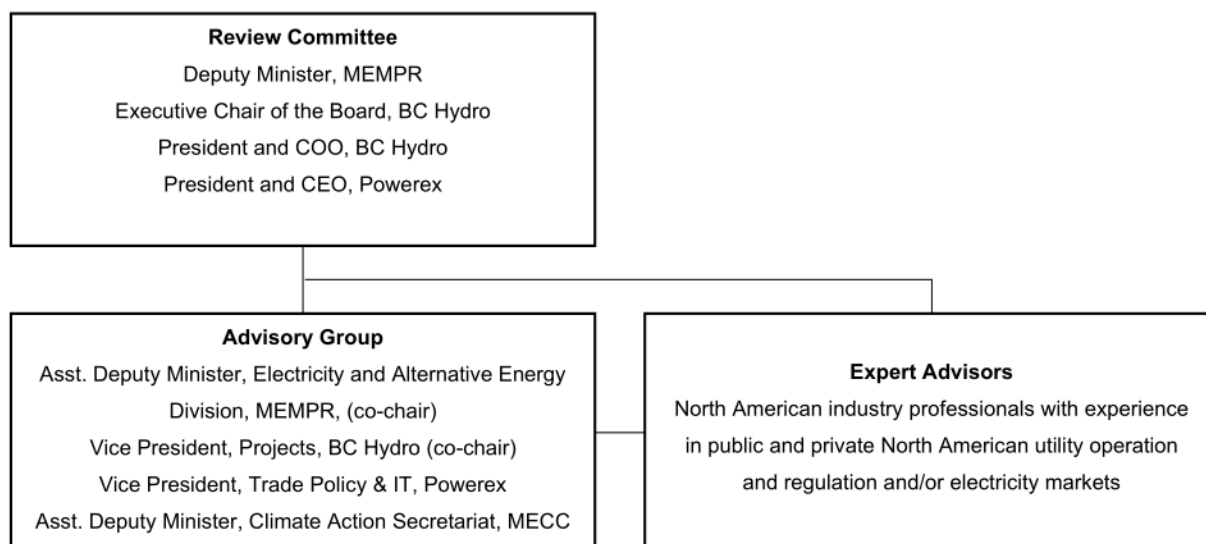 Review Committee
Deputy Minister, MEMPR
Executive Chair of the Board, BC Hydro
President and COO, BC Hydro
President and CEO, Powerex
Advisory Group
Asst. Deputy Minister, Electricity and Alternative Energy
Division, MEMPR, (co-chair)
Vice President, Projects, BC Hydro (co-chair)
Vice President, Trade Policy & IT, Powerex
Asst. Deputy Minister, Climate Action Secretariat, MECC
Expert Advisors
North American industry professionals with experience
in public and private North American utility operation
and regulation and/or electricity markets